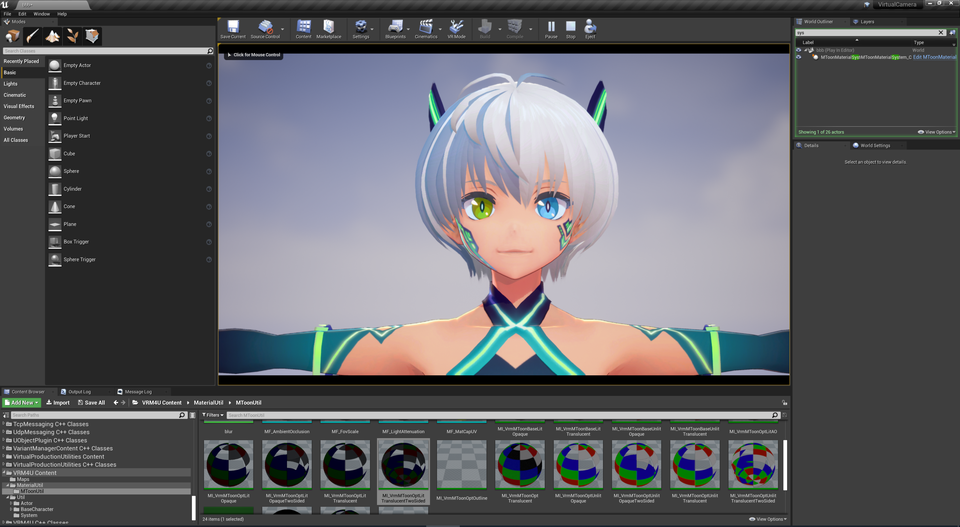 VirtualCamera
File Edit Window Help
Modes
Search Classes
Recently Placed
Basic
Lights
Cinematic
Visual Effects
Geometry
Volumes
All Classes
Empty Actor
Empty Character
Empty Pawn
Point Light
Player Start
Cube
Sphere
Cylinder
Cone
Plane
Box Trigger
Sphere Trigger
Save Current
Source Control
Content
Marketplace
Settings
Blueprints
Cinematics
VR Mode
Build
Compile
Pause
Stop
Eject
Click for Mouse Control
World Outliner
Layers
sys
Label
Type
(Play In Editor)
World
Edit MToonMaterial
Showing 1 of 26 actors
View Options
Details
World Settings
Select an object to view details.
Content Browser
Output Log
Message Log
Add New
Import
Save All
VRM4U Content
MaterialUtil
MToonUtil
Search Paths
Filters
Search MToonUtil
TcpMessaging C++ Classes
UdpMessaging C++ Classes
UObjectPlugin C++ Classes
VariantManagerContent C++ Classes
VirtualProductionUtilities Content
VirtualProductionUtilities C++ Classes
VRM4U Content
Maps
MaterialUtil
MToonUtil
Util
Actor
BaseCharacter
System
VRM4U C++ Classes
blur
MF_AmbientOcclusion
MF_FovScale
MF_LightAttenuation
MF_MatCapUV
MI_VrmMToonBaseLit
Opaque
MI_VrmMToonBaseLit
Translucent
MI_VrmMToonBaseUnlit
Opaque
MI_VrmMToonBaseUnlit
Translucent
MI_VrmMToonOptLitAO
MI_VrmMToonOptLit
Opaque
MI_VrmMToonOptLit
OpaqueTwoSided
MI_VrmMToonOptLit
Translucent
MI_VrmMToonOptLit
TranslucentTwoSided
MI_VrmMToonOptOutline
MI_VrmMToonOpt
Translucent
MI_VrmMToonOptUnlit
Opaque
MI_VrmMToonOptUnlit
OpaqueTwoSided
MI_VrmMToonOptUnlit
Translucent
MI_VrmMToonOptUnlit
TranslucentTwoSided
24 items (1 selected)
View Options